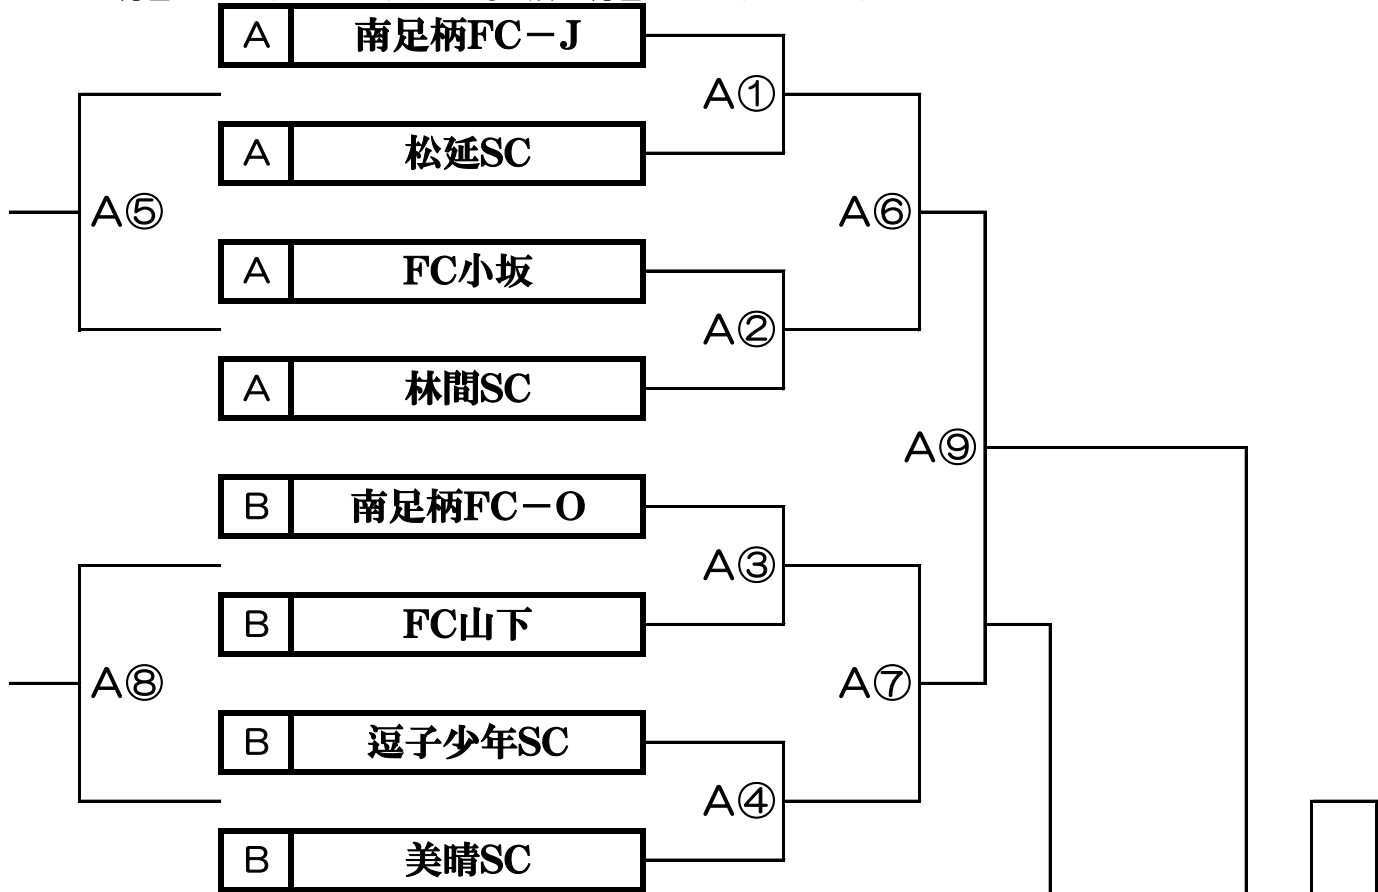 A 南足柄FC－J
A①
A 松延SC
A⑤
A⑥
A FC小坂
A②
A 林間SC
A⑨
B 南足柄FC－O
A③
B FC山下
A⑧
A⑦
B 逗子少年SC
A④
B 美晴SC